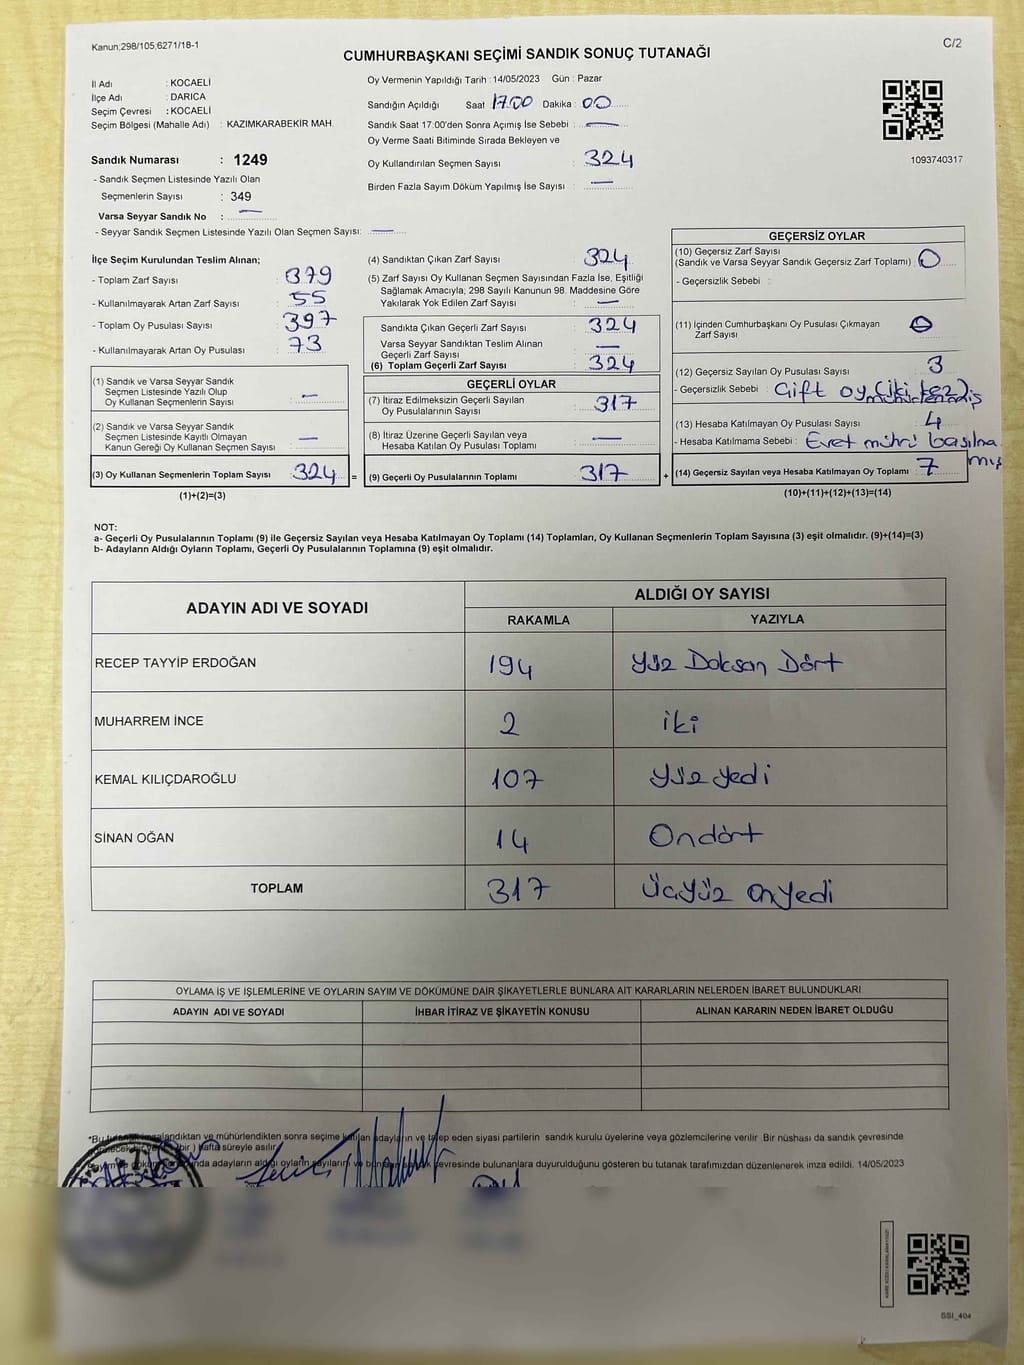 Kanun;298/105,6271/18-1
C/2
CUMHURBAŞKANI SEÇİMİ SANDIK SONUÇ TUTANAĞI
İl Adı : KOCAELİ
İlçe Adı : DARICA
Seçim Çevresi : KOCAELİ
Seçim Bölgesi (Mahalle Adı) : KAZIMKARABEKİR MAH.
Sandık Numarası : 1249
- Sandık Seçmen Listesinde Yazılı Olan
Seçmenlerin Sayısı : 349
Varsa Seyyar Sandık No : —
- Seyyar Sandık Seçmen Listesinde Yazılı Olan Seçmen Sayısı: —
Oy Vermenin Yapıldığı Tarih : 14/05/2023 Gün : Pazar
Sandığın Açıldığı Saat 17.00 Dakika : 00
Sandık Saat 17:00'den Sonra Açımış İse Sebebi : —
Oy Verme Saati Bitiminde Sırada Bekleyen ve
Oy Kullandırılan Seçmen Sayısı : 324
Birden Fazla Sayım Döküm Yapılmış İse Sayısı : —
1093740317
İlçe Seçim Kurulundan Teslim Alınan;
- Toplam Zarf Sayısı : 379
- Kullanılmayarak Artan Zarf Sayısı : 55
- Toplam Oy Pusulası Sayısı : 397
- Kullanılmayarak Artan Oy Pusulası : 73
(1) Sandık ve Varsa Seyyar Sandık
Seçmen Listesinde Yazılı Olup
Oy Kullanan Seçmenlerin Sayısı : —
(2) Sandık ve Varsa Seyyar Sandık
Seçmen Listesinde Kayıtlı Olmayan
Kanun Gereği Oy Kullanan Seçmen Sayısı : —
(3) Oy Kullanan Seçmenlerin Toplam Sayısı 324 =
(1)+(2)=(3)
(4) Sandıktan Çıkan Zarf Sayısı : 324
(5) Zarf Sayısı Oy Kullanan Seçmen Sayısından Fazla İse, Eşitliği
Sağlamak Amacıyla; 298 Sayılı Kanunun 98. Maddesine Göre
Yakılarak Yok Edilen Zarf Sayısı : —
Sandıkta Çıkan Geçerli Zarf Sayısı : 324
Varsa Seyyar Sandıktan Teslim Alınan
Geçerli Zarf Sayısı : —
(6) Toplam Geçerli Zarf Sayısı : 324
GEÇERLİ OYLAR
(7) İtiraz Edilmeksizin Geçerli Sayılan
Oy Pusulalarının Sayısı : 317
(8) İtiraz Üzerine Geçerli Sayılan veya
Hesaba Katılan Oy Pusulası Toplamı : —
(9) Geçerli Oy Pusulalarının Toplamı 317 +
GEÇERSİZ OYLAR
(10) Geçersiz Zarf Sayısı
(Sandık ve Varsa Seyyar Sandık Geçersiz Zarf Toplamı) : 0
- Geçersizlik Sebebi :
(11) İçinden Cumhurbaşkanı Oy Pusulası Çıkmayan
Zarf Sayısı : 0
(12) Geçersiz Sayılan Oy Pusulası Sayısı : 3
- Geçersizlik Sebebi : Çift oy (iki kez)
mühürlenmiş
(13) Hesaba Katılmayan Oy Pusulası Sayısı : 4
- Hesaba Katılmama Sebebi : Evet mührü basılma
mış
(14) Geçersiz Sayılan veya Hesaba Katılmayan Oy Toplamı : 7
(10)+(11)+(12)+(13)=(14)
NOT:
a- Geçerli Oy Pusulalarının Toplamı (9) ile Geçersiz Sayılan veya Hesaba Katılmayan Oy Toplamı (14) Toplamları, Oy Kullanan Seçmenlerin Toplam Sayısına (3) eşit olmalıdır. (9)+(14)=(3)
b- Adayların Aldığı Oyların Toplamı, Geçerli Oy Pusulalarının Toplamına (9) eşit olmalıdır.
ADAYIN ADI VE SOYADI ALDIĞI OY SAYISI
RAKAMLA YAZIYLA
RECEP TAYYİP ERDOĞAN 194 Yüz Doksan Dört
MUHARREM İNCE 2 iki
KEMAL KILIÇDAROĞLU 107 Yüz yedi
SİNAN OĞAN 14 Ondört
TOPLAM 317 Üçyüz onyedi
OYLAMA İŞ VE İŞLEMLERİNE VE OYLARIN SAYIM VE DÖKÜMÜNE DAİR ŞİKAYETLERLE BUNLARA AİT KARARLARIN NELERDEN İBARET BULUNDUKLARI
ADAYIN ADI VE SOYADI İHBAR İTİRAZ VE ŞİKAYETİN KONUSU ALINAN KARARIN NEDEN İBARET OLDUĞU
*Bu imzalandıktan ve mühürlendikten sonra seçime katılan adayların ve talep eden siyasi partilerin sandık kurulu üyelerine veya gözlemcilerine verilir. Bir nüshası da sandık çevresinde
bir ) hafta süreyle asılır.
adayların aldığı oyların sayılarını ve çevresinde bulunanlara duyurulduğunu gösteren bu tutanak tarafımızdan düzenlenerek imza edildi. 14/05/2023
SSI_404